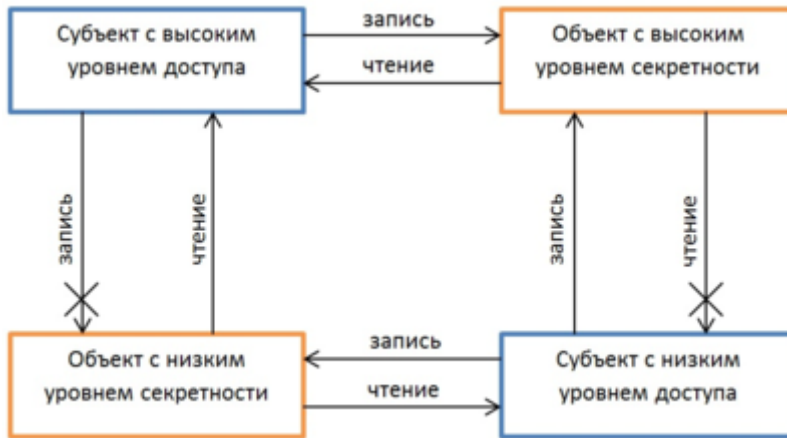 Субъект с высоким
уровнем доступа
запись
чтение
Объект с высоким
уровнем секретности
запись
чтение
запись
чтение
Объект с низким
уровнем секретности
запись
чтение
Субъект с низким
уровнем доступа